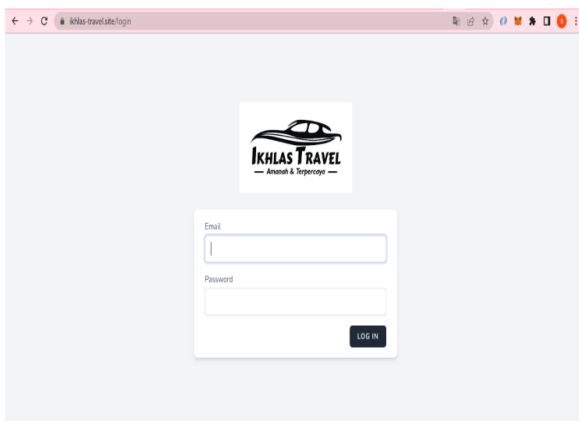 ikhlas-travel.site/login
IKHLAS TRAVEL
Amanah & Terpercaya
Email
Password
LOG IN